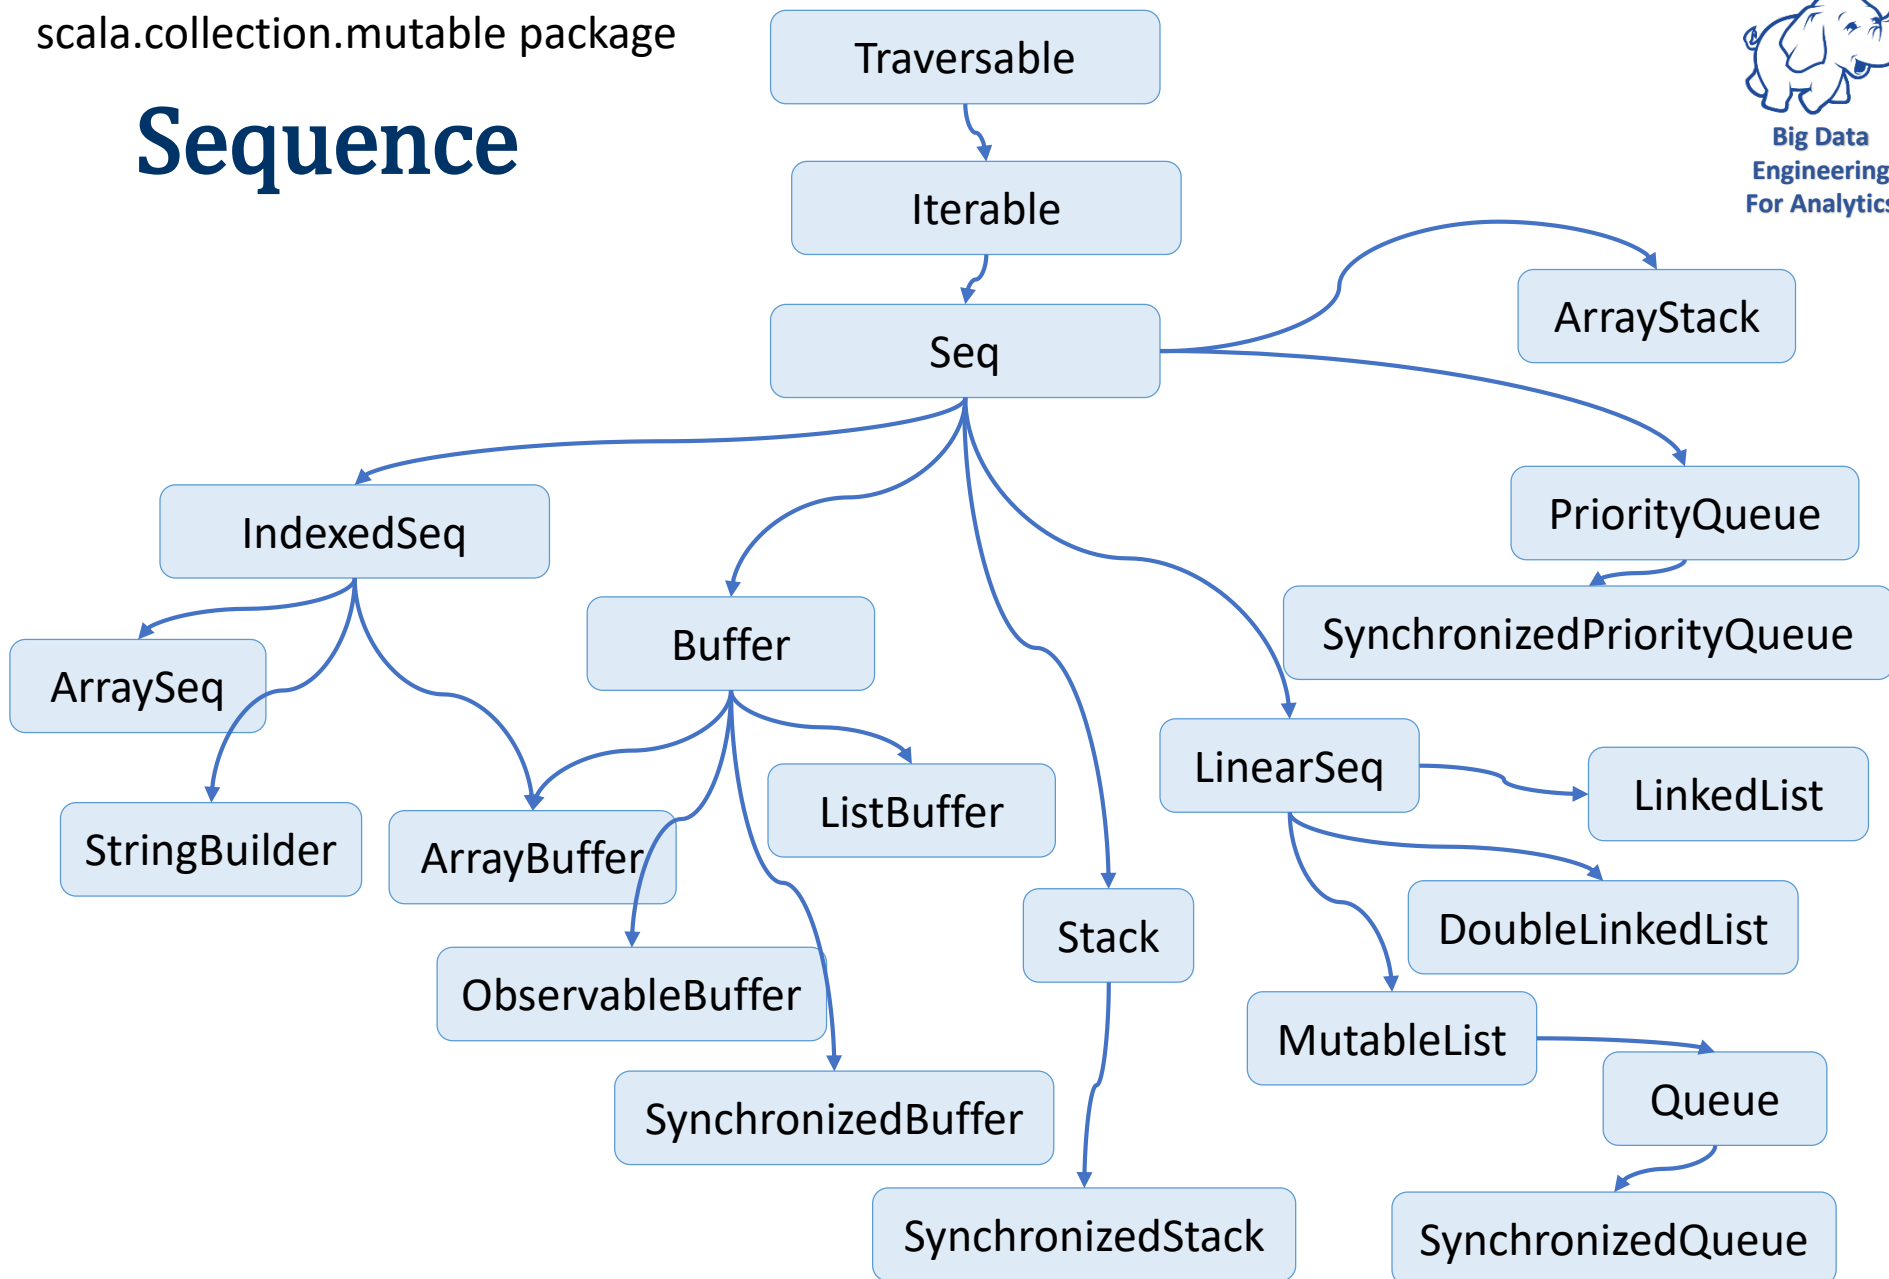 scala.collection.mutable package
Sequence
Big Data
Engineering
For Analytics
Traversable
Iterable
Seq
ArrayStack
IndexedSeq
PriorityQueue
Buffer
SynchronizedPriorityQueue
ArraySeq
LinearSeq
LinkedList
ListBuffer
StringBuilder
ArrayBuffer
Stack
DoubleLinkedList
ObservableBuffer
MutableList
Queue
SynchronizedBuffer
SynchronizedStack
SynchronizedQueue